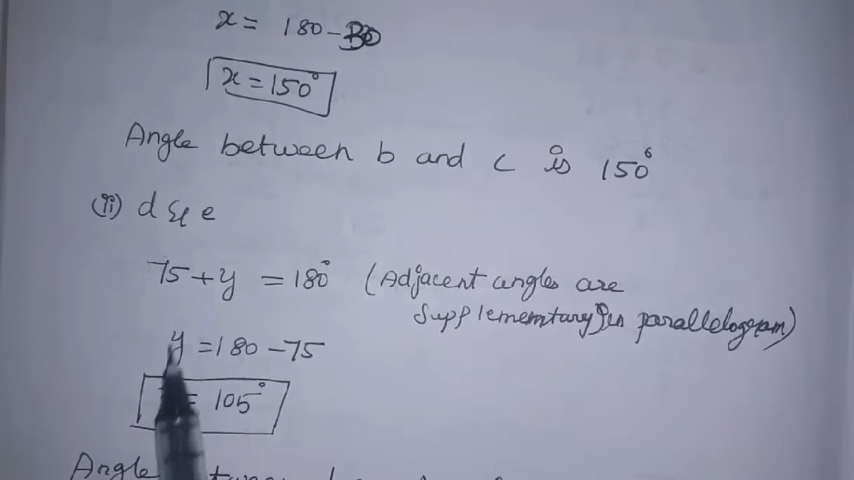 x = 180 - 30
x = 150°
Angle between b and c is 150°
(ii) d & e
75 + y = 180° (Adjacent angles are
supplementary in parallelogram)
y = 180 - 75
= 105°
Angle